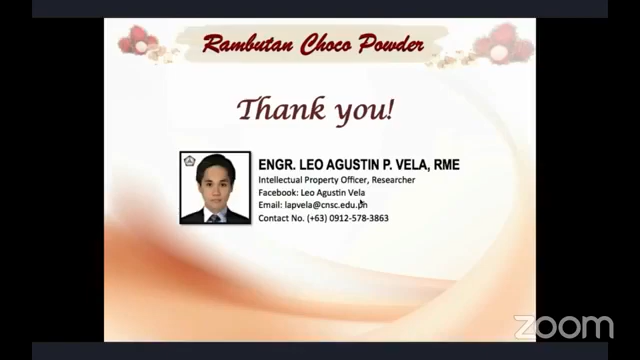 Rambutan Choco Powder
Thank you!
ENGR. LEO AGUSTIN P. VELA, RME
Intellectual Property Officer, Researcher
Facebook: Leo Agustin Vela
Email: lapvela@cnsc.edu.ph
Contact No. (+63) 0912-578-3863
zoom